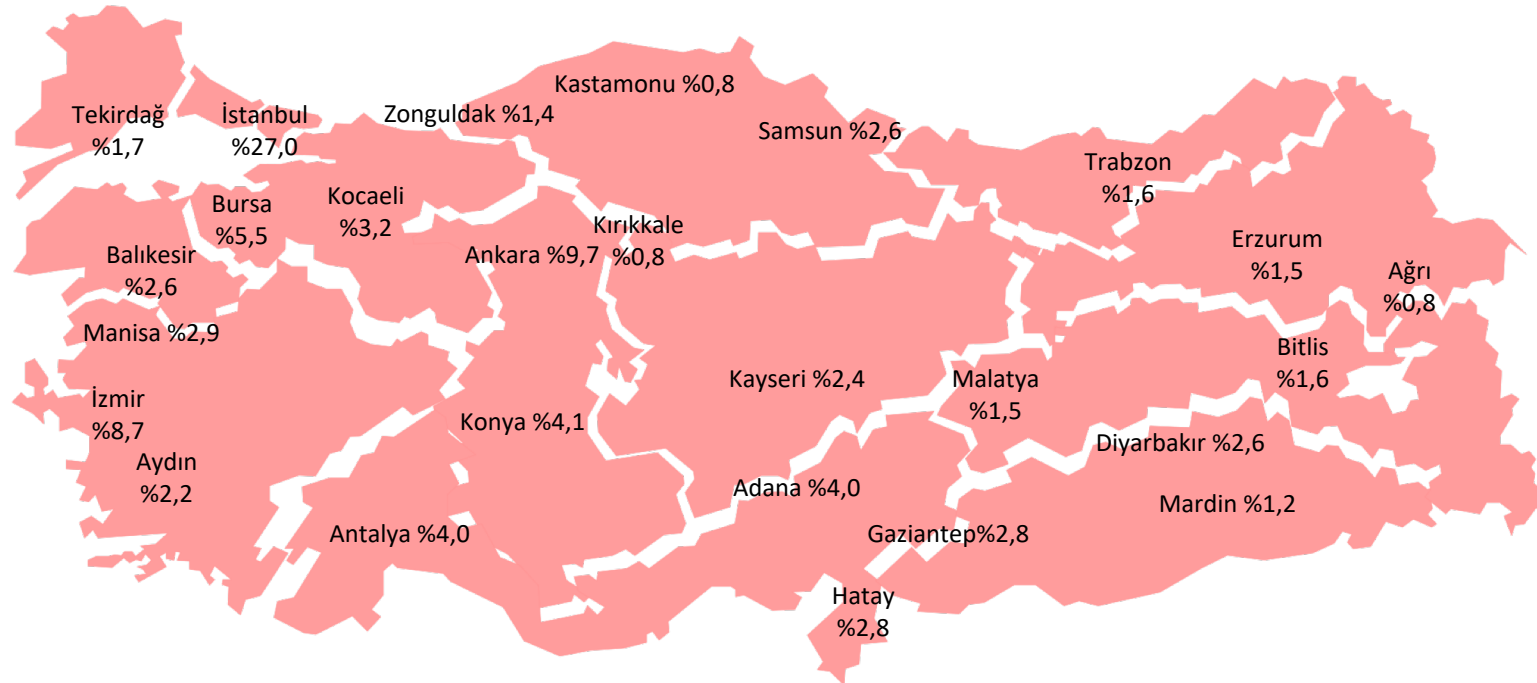 Kastamonu %0,8
Tekirdağ
%1,7
İstanbul
%27,0
Zonguldak %1,4
Samsun %2,6
Trabzon
%1,6
Bursa
%5,5
Kocaeli
%3,2
Kırıkkale
%0,8
Ankara %9,7
Erzurum
%1,5
Balıkesir
%2,6
Ağrı
%0,8
Manisa %2,9
Bitlis
%1,6
Kayseri %2,4
Malatya
%1,5
İzmir
%8,7
Konya %4,1
Diyarbakır %2,6
Aydın
%2,2
Adana %4,0
Mardin %1,2
Antalya %4,0
Gaziantep%2,8
Hatay
%2,8